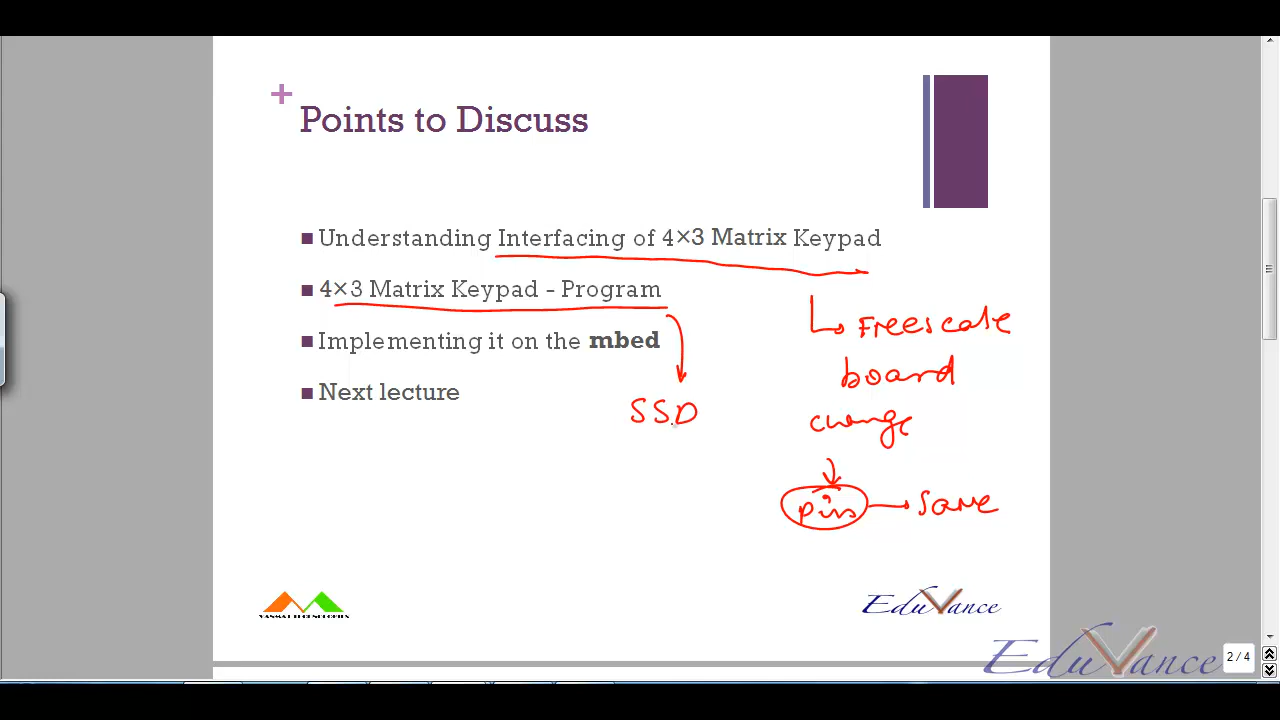 +
Points to Discuss
■ Understanding Interfacing of 4×3 Matrix Keypad
■ 4×3 Matrix Keypad - Program
■ Implementing it on the mbed
■ Next lecture
Freescale
board
change
pins → Same
SSD
EduVance
EduVance
2 / 4